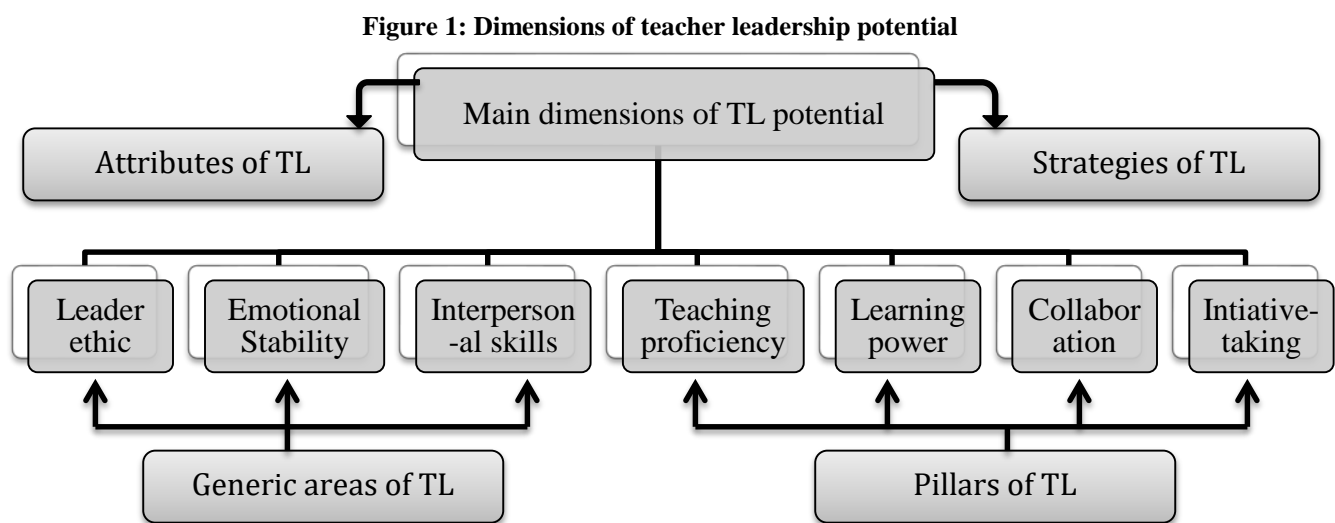 Figure 1: Dimensions of teacher leadership potential
Main dimensions of TL potential
Attributes of TL
Strategies of TL
Leader
ethic
Emotional
Stability
Interperson
-al skills
Teaching
proficiency
Learning
power
Collabor
ation
Intiative-
taking
Generic areas of TL
Pillars of TL